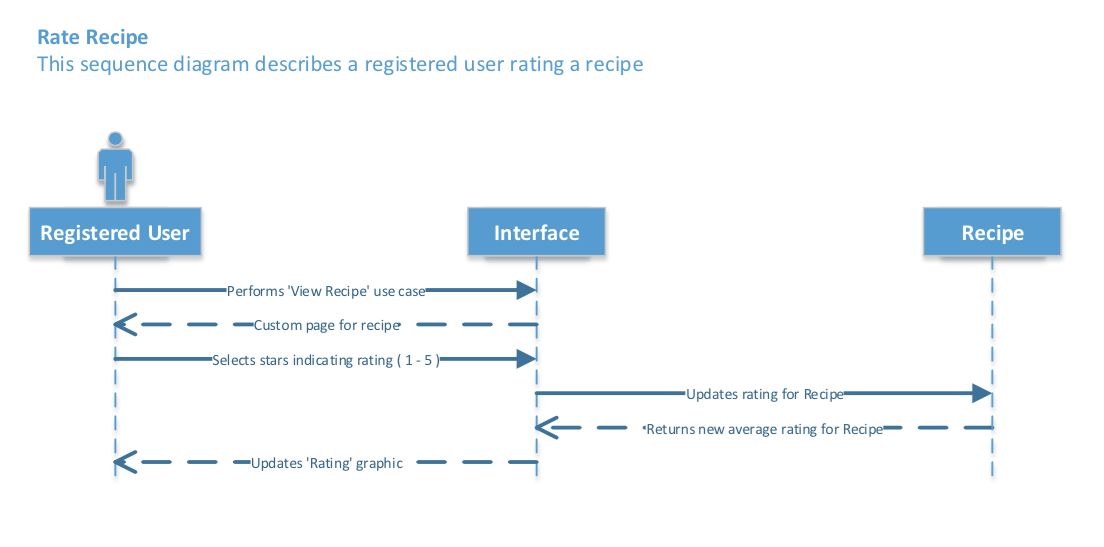 Rate Recipe
This sequence diagram describes a registered user rating a recipe
Registered User
Interface
Recipe
Performs 'View Recipe' use case
Custom page for recipe
Selects stars indicating rating ( 1 - 5 )
Updates rating for Recipe
Returns new average rating for Recipe
Updates 'Rating' graphic